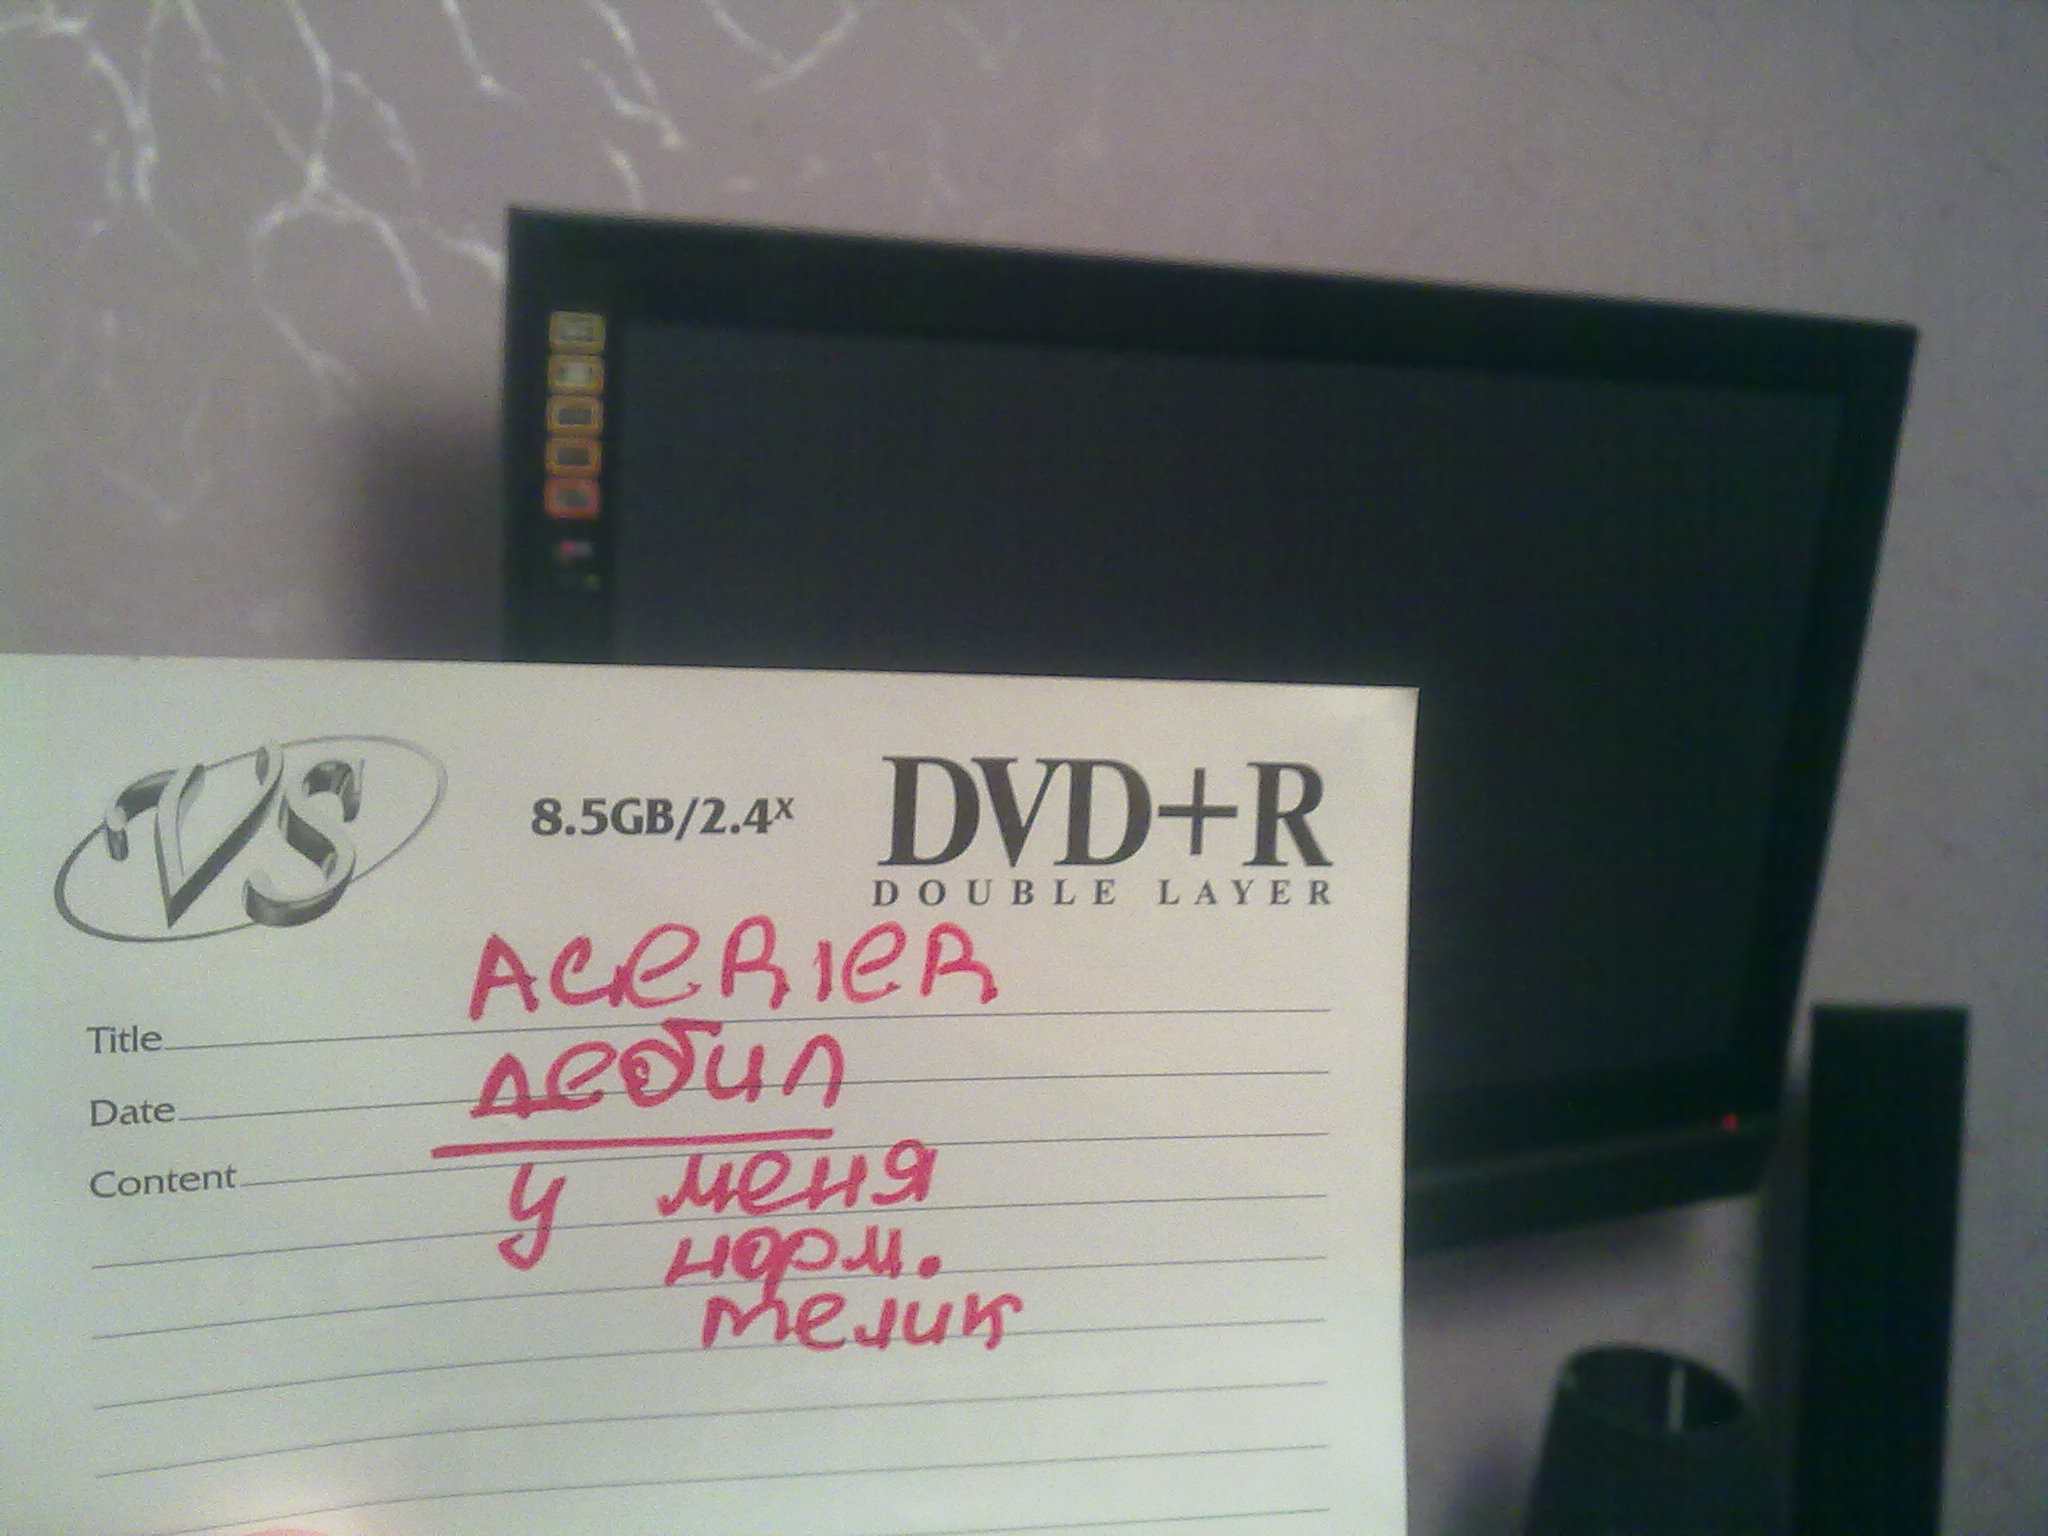 VS
8.5GB/2.4x
DVD+R
DOUBLE LAYER
ACERIER
Title
дебил
Date
у меня
Content
норм.
телик